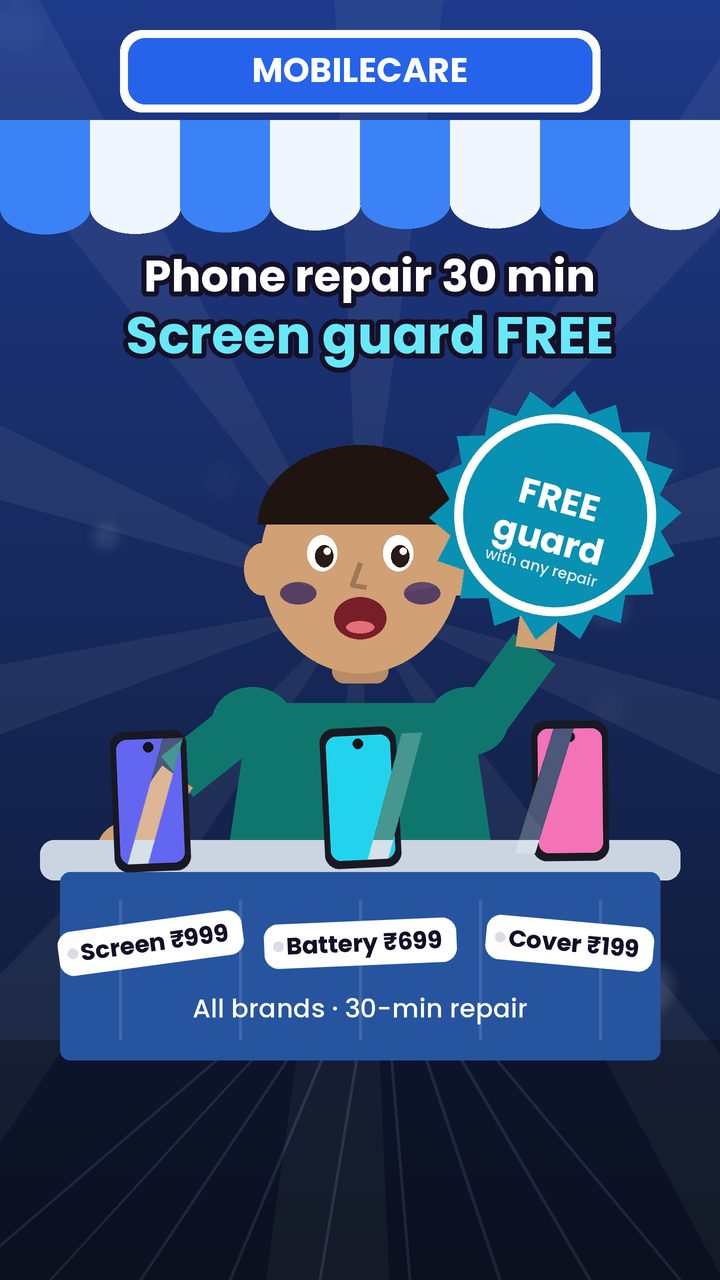 MOBILECARE
Phone repair 30 min
Screen guard FREE
FREE
guard
with any repair
Screen ₹999
Battery ₹699
Cover ₹199
All brands · 30-min repair